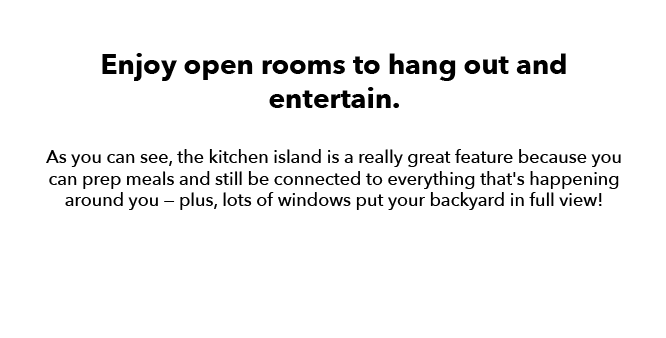 Enjoy open rooms to hang out and
entertain.
As you can see, the kitchen island is a really great feature because you
can prep meals and still be connected to everything that's happening
around you – plus, lots of windows put your backyard in full view!